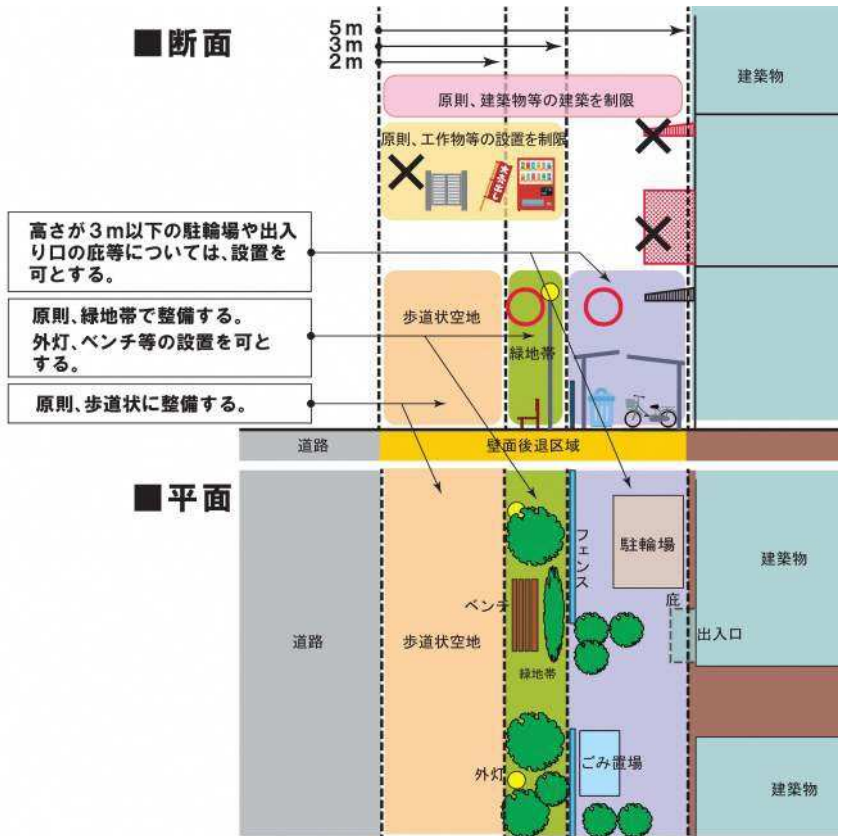 ■断面
5m
3m
2m
建築物
原則、建築物等の建築を制限
原則、工作物等の設置を制限
大売出し
高さが3m以下の駐輪場や出入
り口の庇等については、設置を
可とする。
原則、緑地帯で整備する。
外灯、ベンチ等の設置を可と
する。
原則、歩道状に整備する。
歩道状空地
緑地帯
道路
壁面後退区域
■平面
フェンス
駐輪場
建築物
ベンチ
庇
出入口
道路
歩道状空地
緑地帯
外灯
ごみ置場
建築物